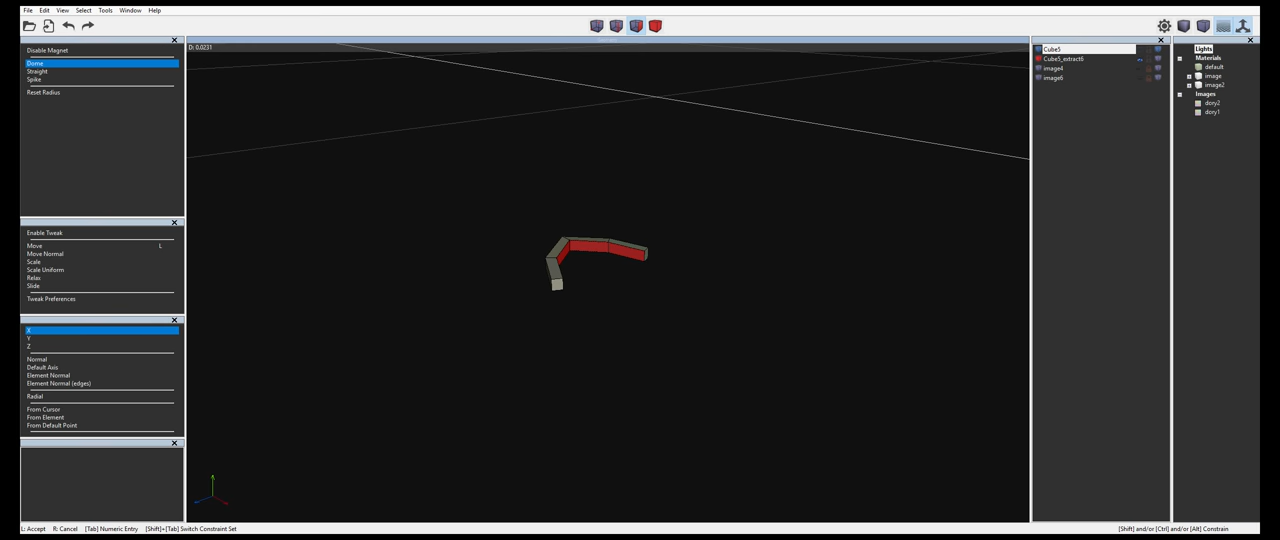 File Edit View Select Tools Window Help
D: 0.0231
Disable Magnet
Dome
Straight
Spike
Reset Radius
Enable Tweak
Move L
Move Normal
Scale
Scale Uniform
Relax
Slide
Tweak Preferences
X
Y
Z
Normal
Default Axis
Element Normal
Element Normal (edges)
Radial
From Cursor
From Element
From Default Point
Cube5
Cube5_extract6
image4
image6
Lights
Materials
default
image
image2
Images
dory2
dory1
L: Accept R: Cancel [Tab] Numeric Entry [Shift]+[Tab] Switch Constraint Set
[Shift] and/or [Ctrl] and/or [Alt] Constrain